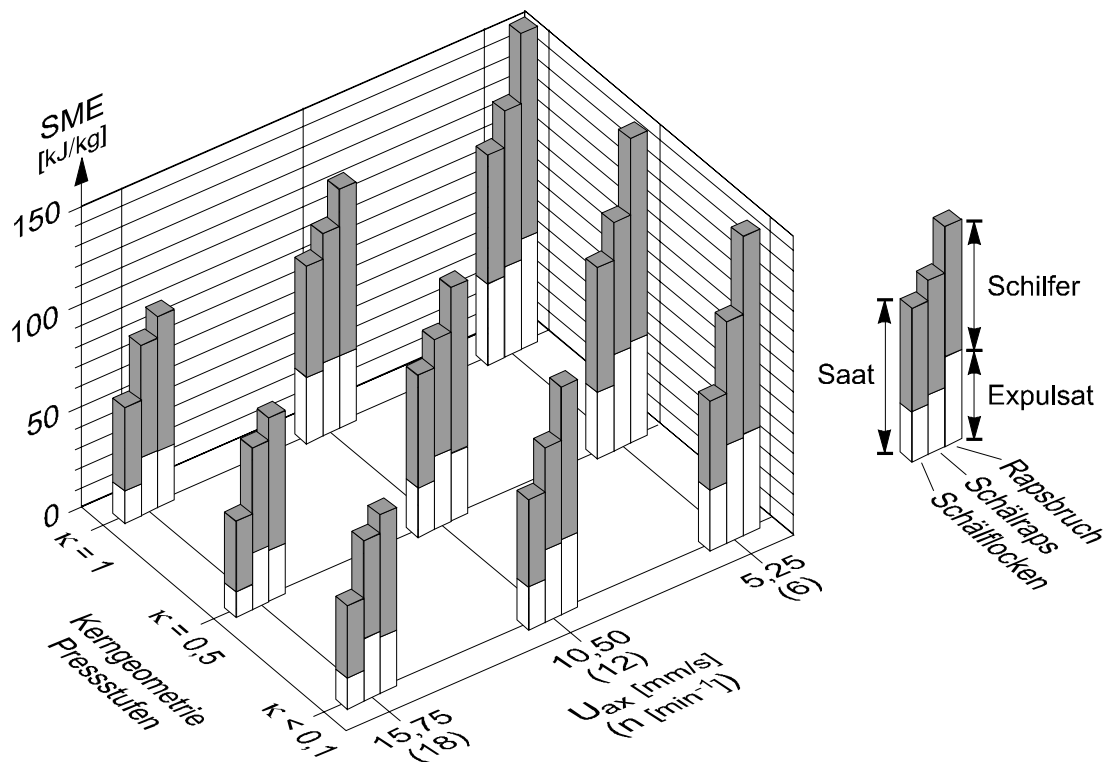 SME
[kJ/kg]
150
100
50
0
κ = 1
κ = 0,5
κ < 0,1
Kerngeometrie
Pressstufen
15,75
(18)
10,50
(12)
5,25
(6)
Uax [mm/s]
(n [min⁻¹])
Saat
Schilfer
Expulsat
Rapsbruch
Schälraps
Schälflocken